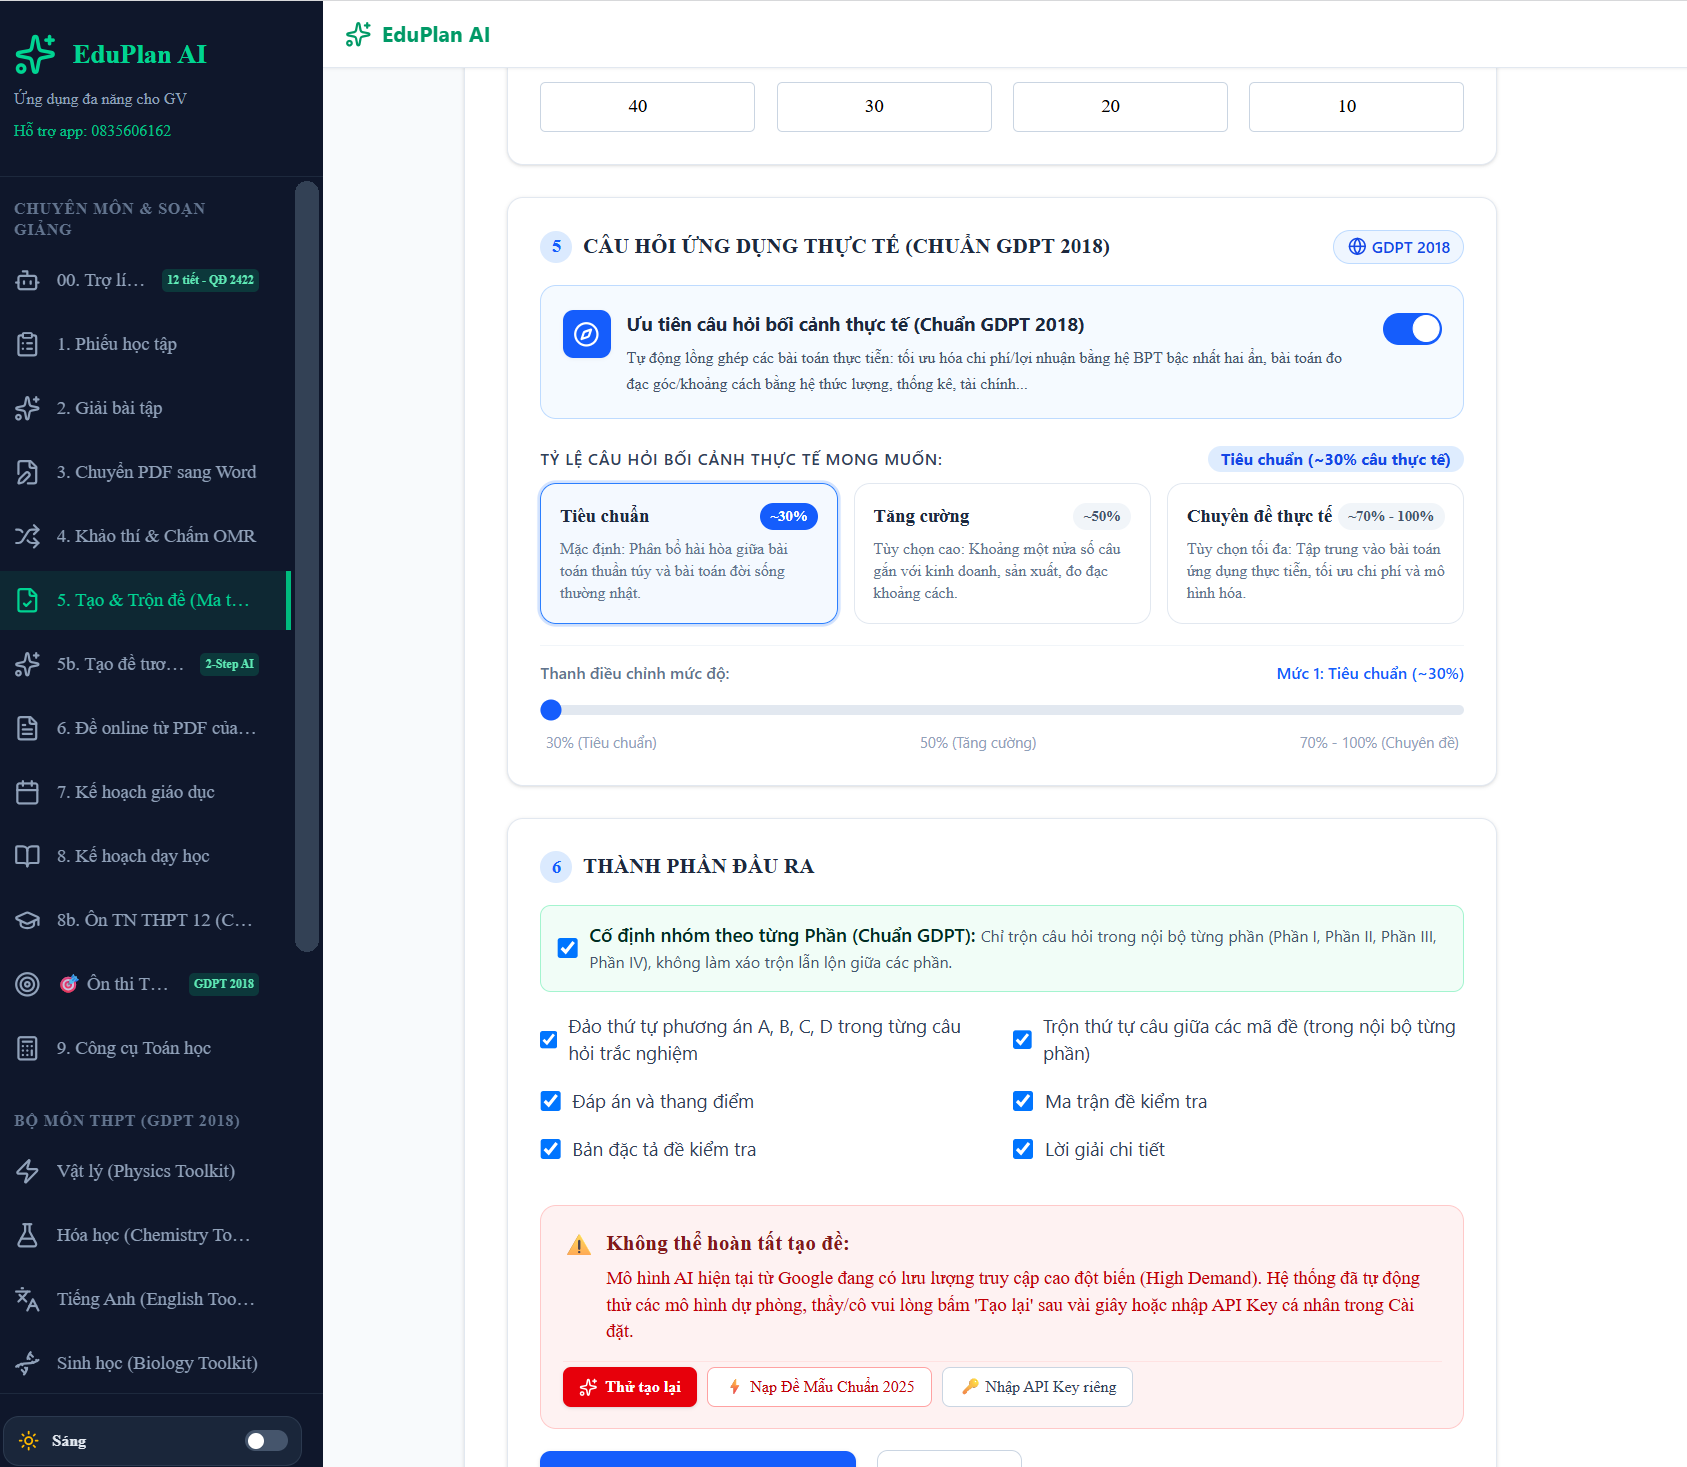 EduPlan AI
Ứng dụng đa năng cho GV
Hỗ trợ app: 0835606162
CHUYÊN MÔN & SOẠN
GIẢNG
00. Trợ lí…
12 tiết - QĐ 2422
1. Phiếu học tập
2. Giải bài tập
3. Chuyển PDF sang Word
4. Khảo thí & Chấm OMR
5. Tạo & Trộn đề (Ma t…
5b. Tạo đề tươ…
2-Step AI
6. Đề online từ PDF của…
7. Kế hoạch giáo dục
8. Kế hoạch dạy học
8b. Ôn TN THPT 12 (C…
🎯 Ôn thi T…
GDPT 2018
9. Công cụ Toán học
BỘ MÔN THPT (GDPT 2018)
Vật lý (Physics Toolkit)
Hóa học (Chemistry To…
Tiếng Anh (English Too…
Sinh học (Biology Toolkit)
Sáng
EduPlan AI
40
30
20
10
5
CÂU HỎI ỨNG DỤNG THỰC TẾ (CHUẨN GDPT 2018)
GDPT 2018
Ưu tiên câu hỏi bối cảnh thực tế (Chuẩn GDPT 2018)
Tự động lồng ghép các bài toán thực tiễn: tối ưu hóa chi phí/lợi nhuận bằng hệ BPT bậc nhất hai ẩn, bài toán đo
đạc góc/khoảng cách bằng hệ thức lượng, thống kê, tài chính...
TỶ LỆ CÂU HỎI BỐI CẢNH THỰC TẾ MONG MUỐN:
Tiêu chuẩn (~30% câu thực tế)
Tiêu chuẩn
~30%
Mặc định: Phân bổ hài hòa giữa bài
toán thuần túy và bài toán đời sống
thường nhật.
Tăng cường
~50%
Tùy chọn cao: Khoảng một nửa số câu
gắn với kinh doanh, sản xuất, đo đạc
khoảng cách.
Chuyên đề thực tế
~70% - 100%
Tùy chọn tối đa: Tập trung vào bài toán
ứng dụng thực tiễn, tối ưu chi phí và mô
hình hóa.
Thanh điều chỉnh mức độ:
Mức 1: Tiêu chuẩn (~30%)
30% (Tiêu chuẩn)
50% (Tăng cường)
70% - 100% (Chuyên đề)
6
THÀNH PHẦN ĐẦU RA
Cố định nhóm theo từng Phần (Chuẩn GDPT): Chỉ trộn câu hỏi trong nội bộ từng phần (Phần I, Phần II, Phần III,
Phần IV), không làm xáo trộn lẫn lộn giữa các phần.
Đảo thứ tự phương án A, B, C, D trong từng câu
hỏi trắc nghiệm
Trộn thứ tự câu giữa các mã đề (trong nội bộ từng
phần)
Đáp án và thang điểm
Ma trận đề kiểm tra
Bản đặc tả đề kiểm tra
Lời giải chi tiết
Không thể hoàn tất tạo đề:
Mô hình AI hiện tại từ Google đang có lưu lượng truy cập cao đột biến (High Demand). Hệ thống đã tự động
thử các mô hình dự phòng, thầy/cô vui lòng bấm 'Tạo lại' sau vài giây hoặc nhập API Key cá nhân trong Cài
đặt.
Thử tạo lại
Nạp Đề Mẫu Chuẩn 2025
Nhập API Key riêng